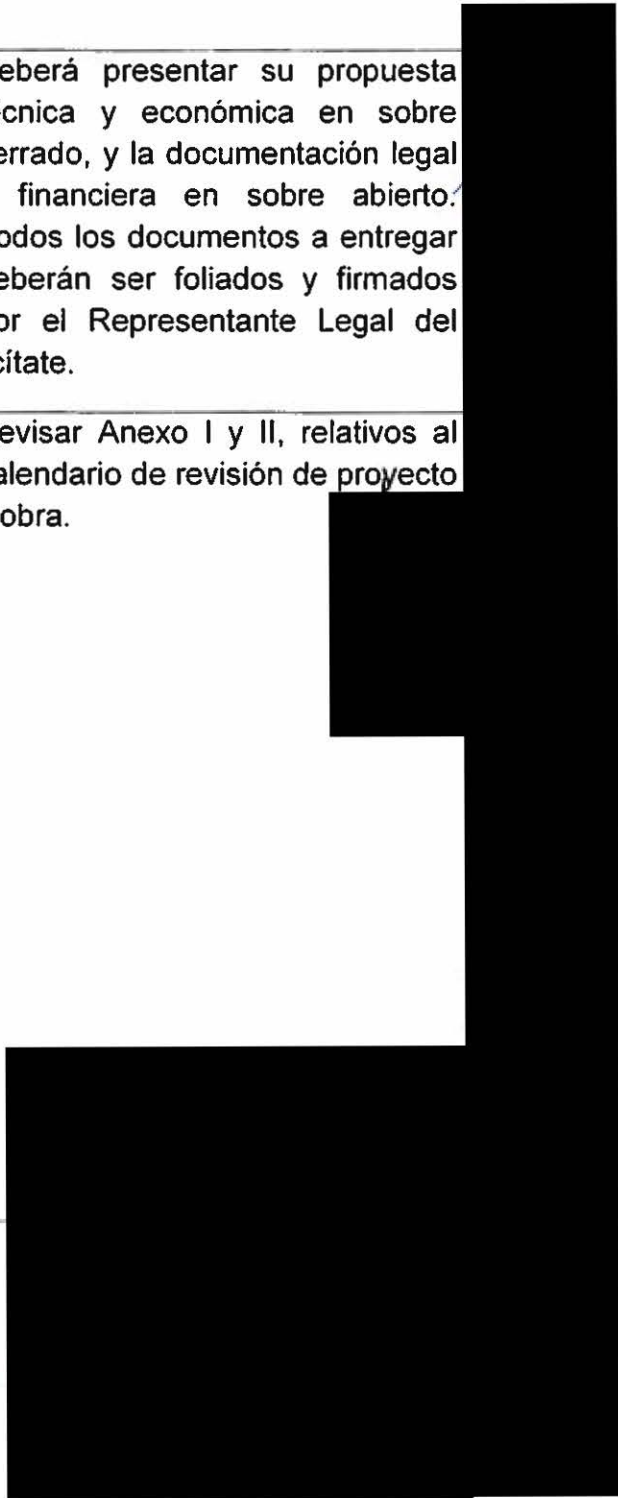 eberá presentar su propuesta
cnica y económica en sobre
errado, y la documentación legal
financiera en sobre abierto.
odos los documentos a entregar
eberán ser foliados y firmados
or el Representante Legal del
cítate.
evisar Anexo I y II, relativos al
alendario de revisión de proyecto
obra.